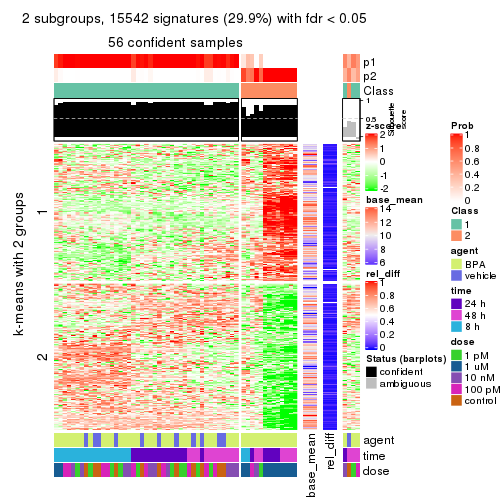 2 subgroups, 15542 signatures (29.9%) with fdr < 0.05
56 confident samples
p1
p2
Class
1
0.5
0
Silhouette
score
k-means with 2 groups
1
2
base_mean
rel_diff
agent
time
dose
z-score
2
1
0
-1
-2
base_mean
14
12
10
8
6
rel_diff
1
0.8
0.6
0.4
0.2
0
Status (barplots)
confident
ambiguous
Prob
1
0.8
0.6
0.4
0.2
0
Class
1
2
agent
BPA
vehicle
time
24 h
48 h
8 h
dose
1 pM
1 uM
10 nM
100 pM
control